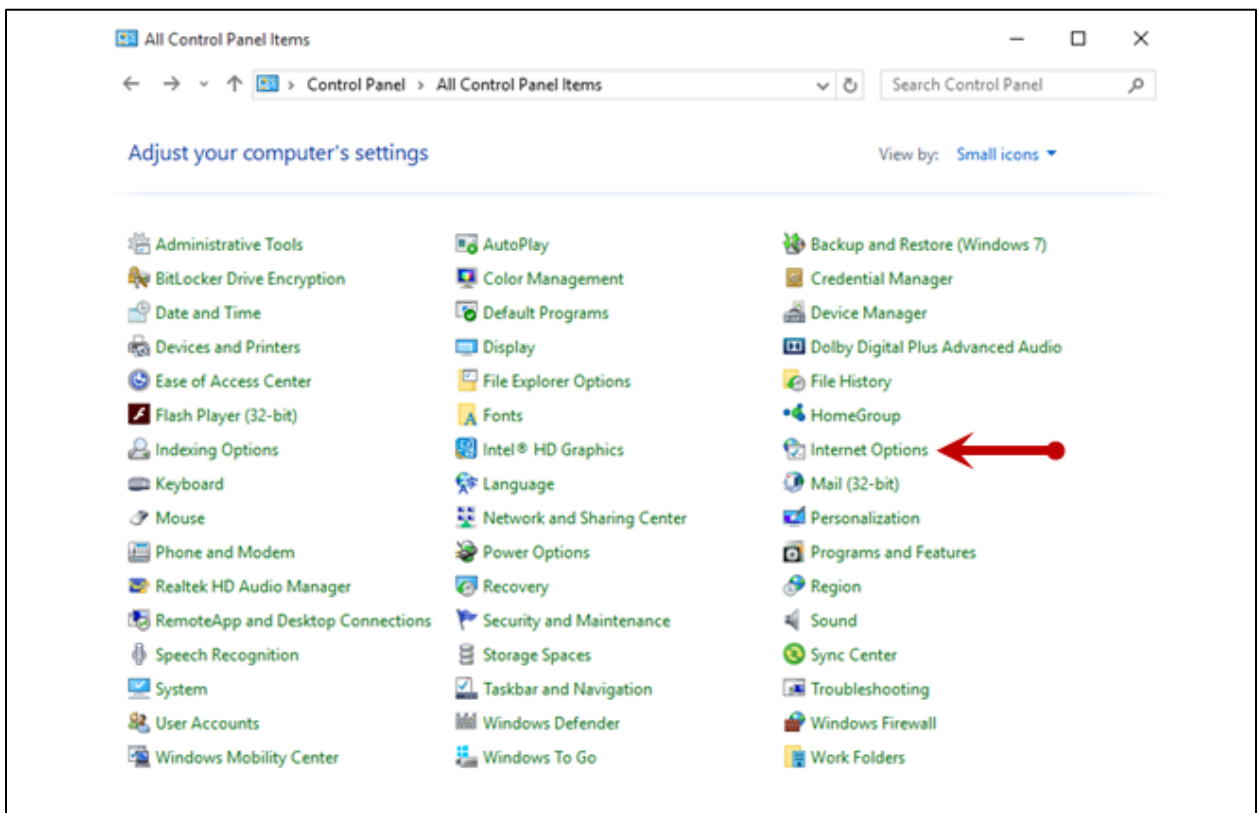 All Control Panel Items
Control Panel > All Control Panel Items Search Control Panel
Adjust your computer's settings View by: Small icons
Administrative Tools AutoPlay Backup and Restore (Windows 7)
BitLocker Drive Encryption Color Management Credential Manager
Date and Time Default Programs Device Manager
Devices and Printers Display Dolby Digital Plus Advanced Audio
Ease of Access Center File Explorer Options File History
Flash Player (32-bit) Fonts HomeGroup
Indexing Options Intel® HD Graphics Internet Options
Keyboard Language Mail (32-bit)
Mouse Network and Sharing Center Personalization
Phone and Modem Power Options Programs and Features
Realtek HD Audio Manager Recovery Region
RemoteApp and Desktop Connections Security and Maintenance Sound
Speech Recognition Storage Spaces Sync Center
System Taskbar and Navigation Troubleshooting
User Accounts Windows Defender Windows Firewall
Windows Mobility Center Windows To Go Work Folders